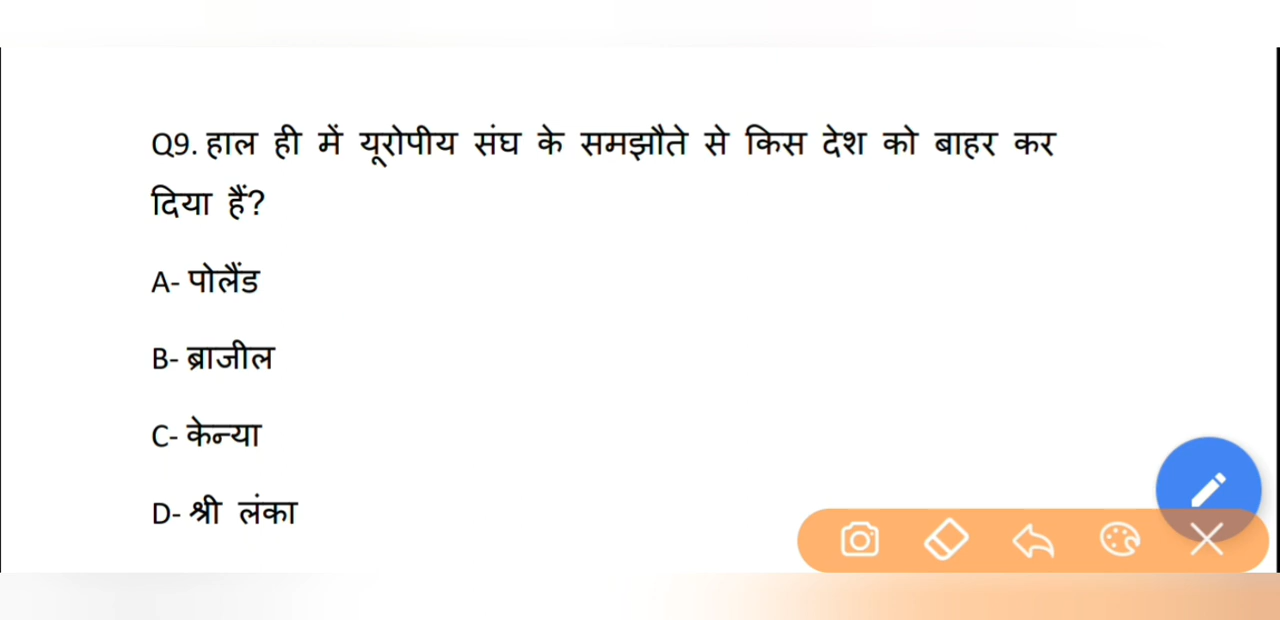 Q9. हाल ही में यूरोपीय संघ के समझौते से किस देश को बाहर कर
दिया हैं?
A- पोलैंड
B- ब्राजील
C- केन्या
D- श्री लंका